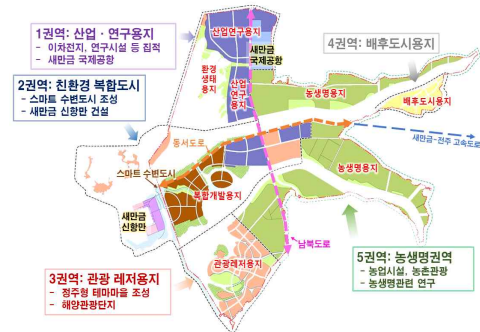 1권역: 산업·연구용지
- 이차전지, 연구시설 등 집적
- 새만금 국제공항
산업연구용지
새만금
국제공항
4권역: 배후도시용지
환경
생태
용지
산업
연구
용지
농생명용지
배후도시용지
2권역: 친환경 복합도시
- 스마트 수변도시 조성
- 새만금 신항만 건설
동서도로
새만금-전주 고속도로
스마트 수변도시
농생명용지
복합개발용지
새만금
신항만
남북도로
관광레저용지
3권역: 관광 레저용지
- 정주형 테마마을 조성
- 해양관광단지
5권역: 농생명권역
- 농업시설, 농촌관광
- 농생명관련 연구